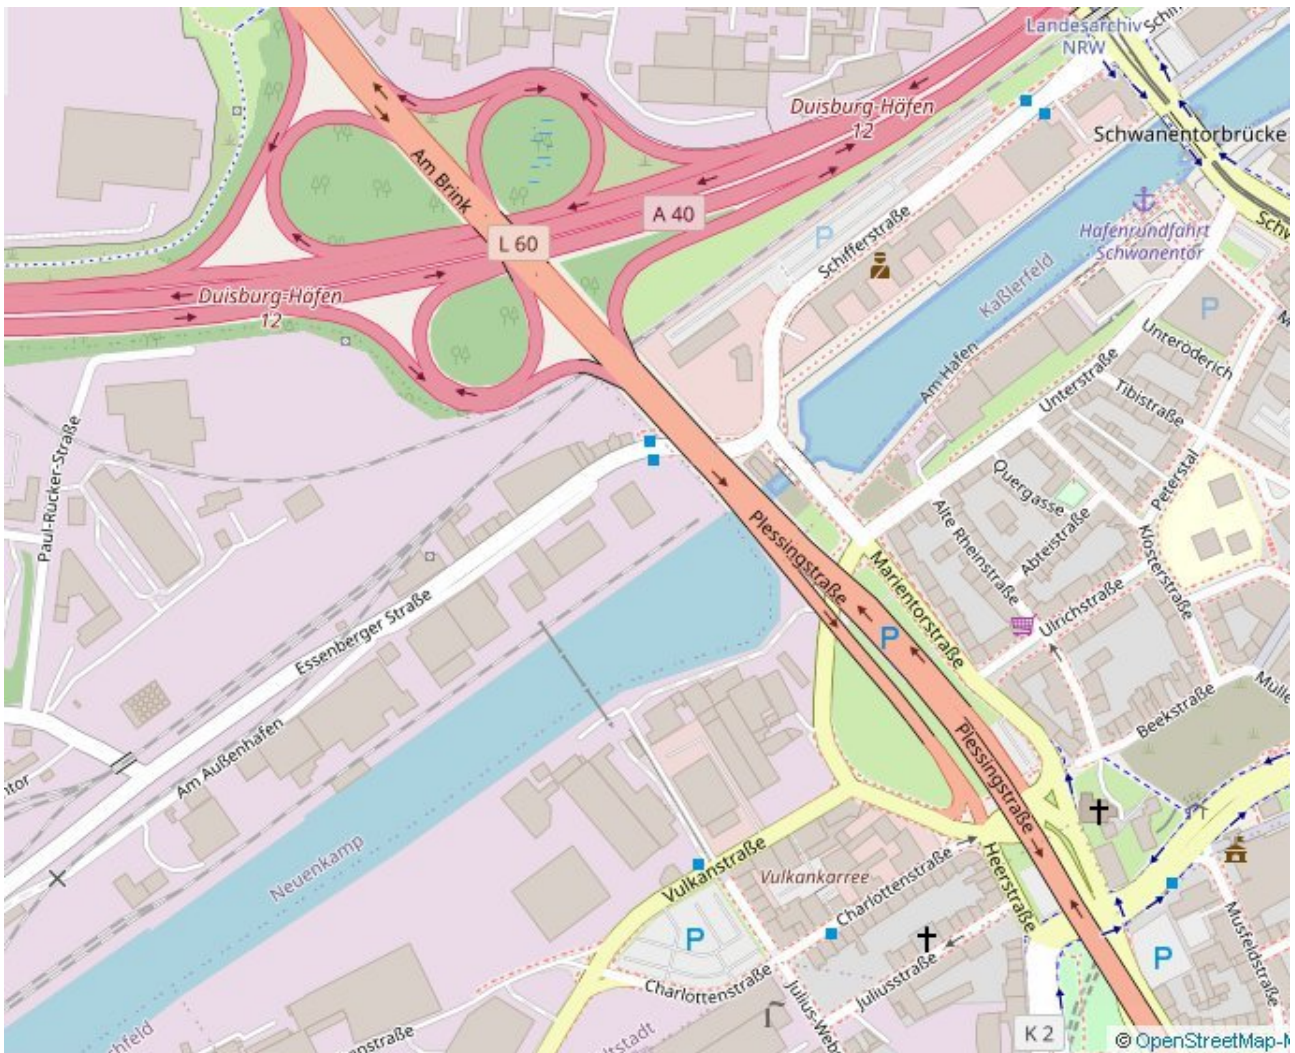 Landesarchiv
NRW
Duisburg-Häfen
12
Schwanentorbrücke
Am Brink
A 40
L 60
Schifferstraße
P
Hafenrundfahrt
Schwanentor
Kaßlerfeld
Duisburg-Häfen
12
P
Unteroderich
Am Hafen
Unterstraße
Tibistraße
Paul-Rücker-Straße
Peterstal
Quergasse
Alte Rheinstraße
Abteistraße
Klosterstraße
Plessingstraße
Marientorstraße
Essenberger Straße
P
Ulrichstraße
Beekstraße
Am Außenhafen
Plessingstraße
Neuenkamp
Vulkanstraße
Vulkankarree
Charlottenstraße
Heerstraße
Musfeldstraße
P
P
Juliusstraße
Charlottenstraße
K 2
© OpenStreetMap-M